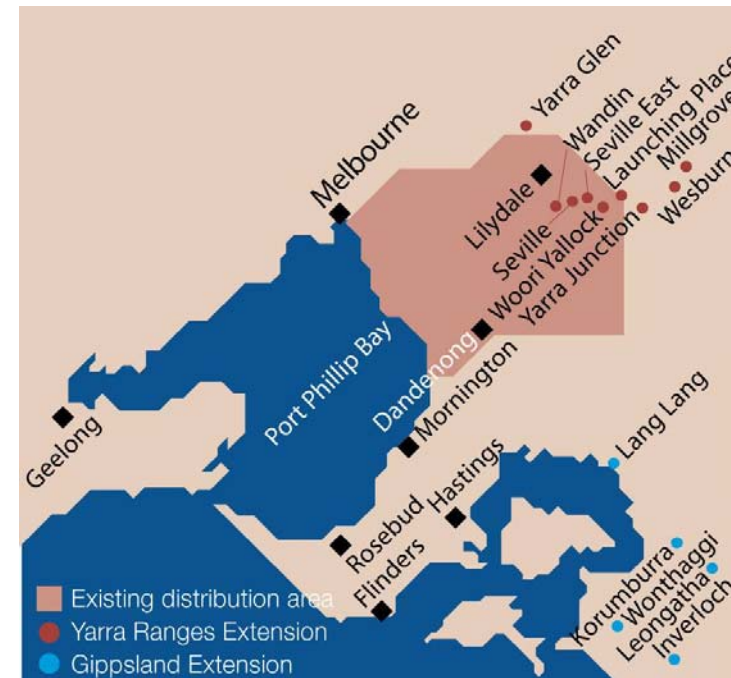 Yarra Glen
Wandin
Seville East
Launching Place
Millgrove
Melbourne
Lilydale
Seville
Woori Yallock
Yarra Junction
Wesburn
Port Phillip Bay
Dandenong
Mornington
Geelong
Lang Lang
Hastings
Rosebud
Flinders
Korumburra
Wonthaggi
Leongatha
Inverloch
Existing distribution area
Yarra Ranges Extension
Gippsland Extension